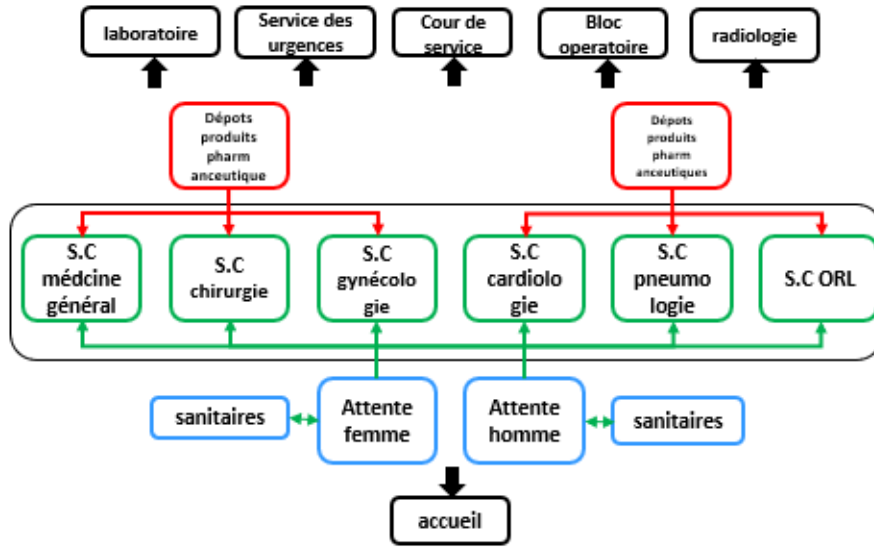 laboratoire
Service des
urgences
Cour de
service
Bloc
operatoire
radiologie
Dépots
produits
pharm
anceutique
Dépots
produits
pharm
anceutiques
S.C
médcine
général
S.C
chirurgie
S.C
gynécolo
gie
S.C
cardiolo
gie
S.C
pneumo
logie
S.C ORL
sanitaires
Attente
femme
Attente
homme
sanitaires
accueil